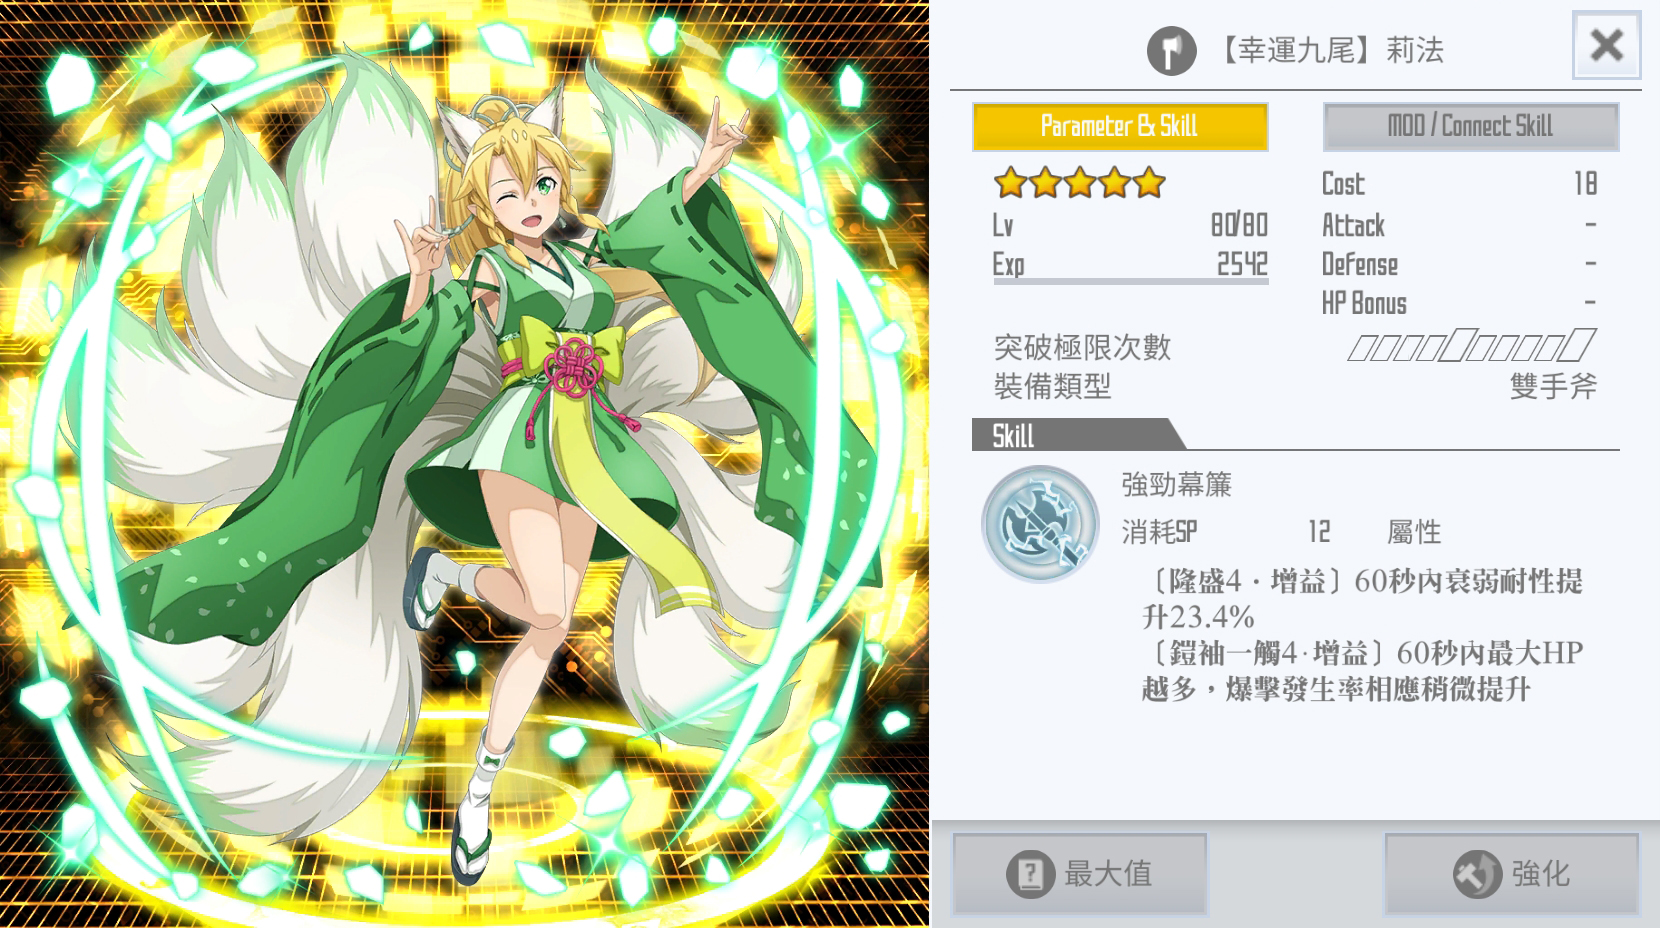 【幸運九尾】莉法
Parameter & Skill
MOD / Connect Skill
Lv 80/80
Exp 2542
Cost 18
Attack -
Defense -
HP Bonus -
突破極限次數
裝備類型 雙手斧
Skill
強勁幕簾
消耗SP 12 屬性
〔隆盛4・增益〕60秒內衰弱耐性提
升23.4%
〔鎧袖一觸4·增益〕60秒內最大HP
越多，爆擊發生率相應稍微提升
? 最大值
強化